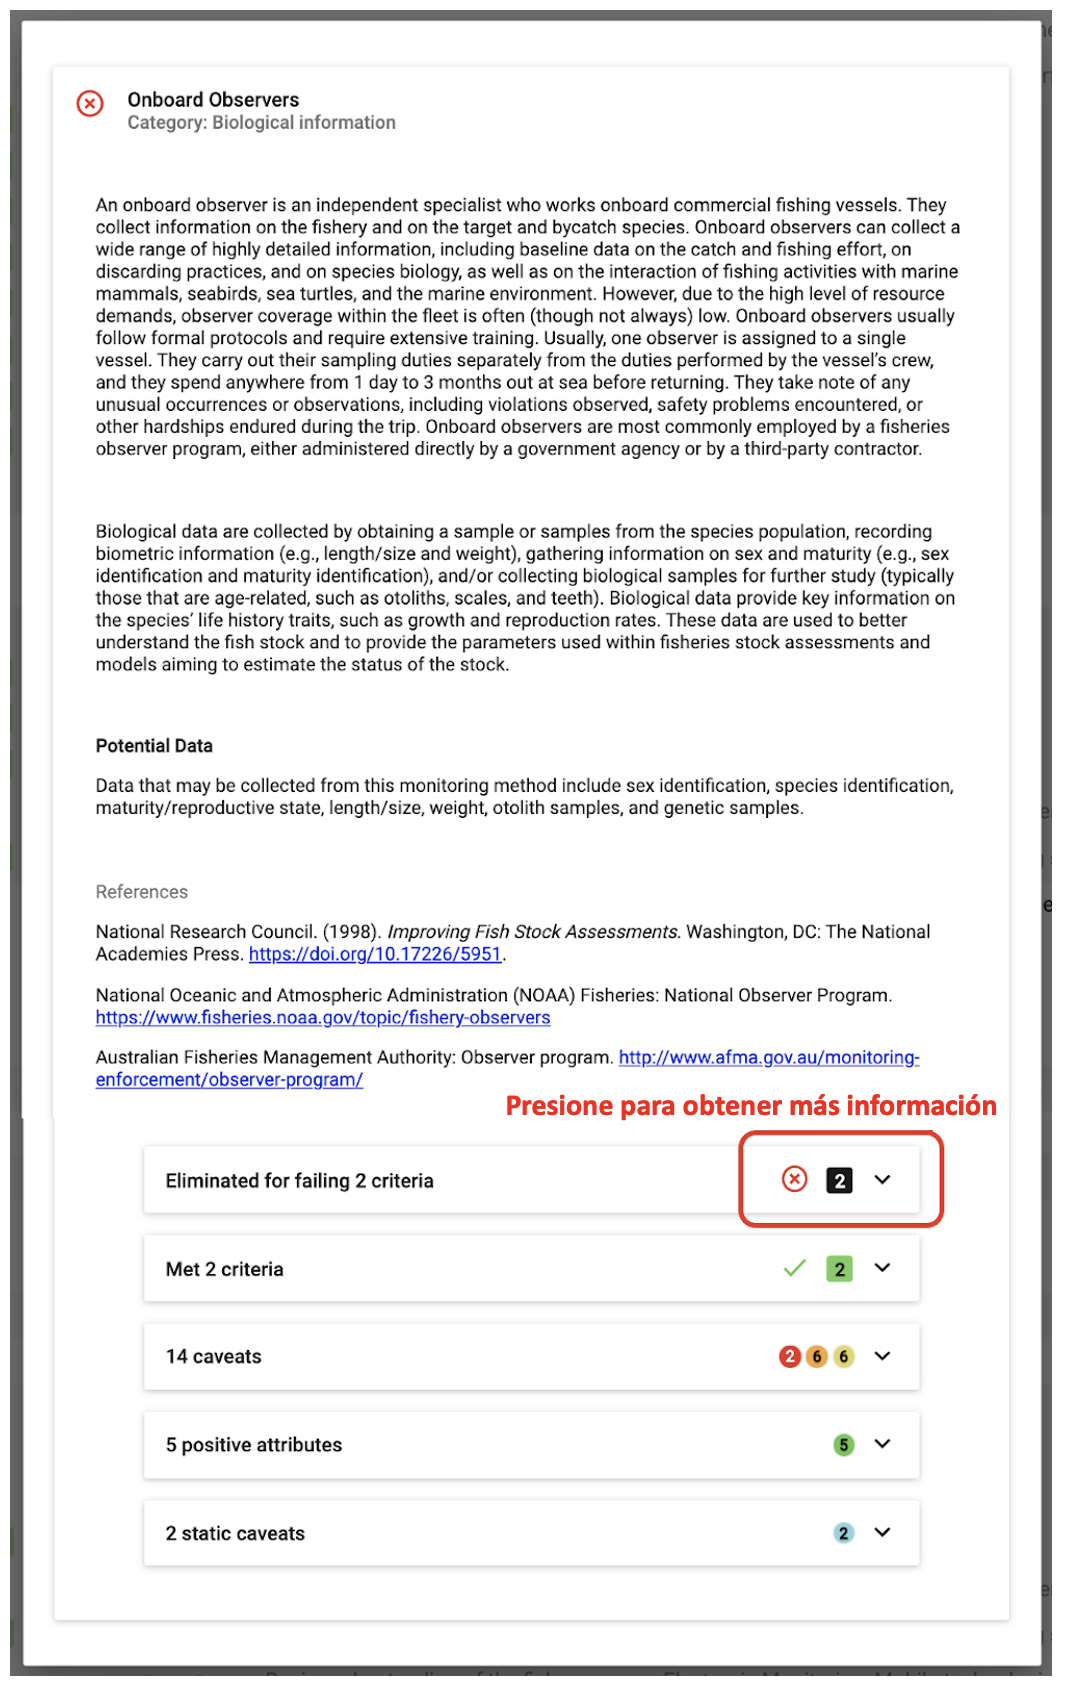 Onboard Observers
Category: Biological information
An onboard observer is an independent specialist who works onboard commercial fishing vessels. They
collect information on the fishery and on the target and bycatch species. Onboard observers can collect a
wide range of highly detailed information, including baseline data on the catch and fishing effort, on
discarding practices, and on species biology, as well as on the interaction of fishing activities with marine
mammals, seabirds, sea turtles, and the marine environment. However, due to the high level of resource
demands, observer coverage within the fleet is often (though not always) low. Onboard observers usually
follow formal protocols and require extensive training. Usually, one observer is assigned to a single
vessel. They carry out their sampling duties separately from the duties performed by the vessel's crew,
and they spend anywhere from 1 day to 3 months out at sea before returning. They take note of any
unusual occurrences or observations, including violations observed, safety problems encountered, or
other hardships endured during the trip. Onboard observers are most commonly employed by a fisheries
observer program, either administered directly by a government agency or by a third-party contractor.
Biological data are collected by obtaining a sample or samples from the species population, recording
biometric information (e.g., length/size and weight), gathering information on sex and maturity (e.g., sex
identification and maturity identification), and/or collecting biological samples for further study (typically
those that are age-related, such as otoliths, scales, and teeth). Biological data provide key information on
the species' life history traits, such as growth and reproduction rates. These data are used to better
understand the fish stock and to provide the parameters used within fisheries stock assessments and
models aiming to estimate the status of the stock.
Potential Data
Data that may be collected from this monitoring method include sex identification, species identification,
maturity/reproductive state, length/size, weight, otolith samples, and genetic samples.
References
National Research Council. (1998). Improving Fish Stock Assessments. Washington, DC: The National
Academies Press. https://doi.org/10.17226/5951.
National Oceanic and Atmospheric Administration (NOAA) Fisheries: National Observer Program.
https://www.fisheries.noaa.gov/topic/fishery-observers
Australian Fisheries Management Authority: Observer program. http://www.afma.gov.au/monitoring-
enforcement/observer-program/
Presione para obtener más información
Eliminated for failing 2 criteria 2
Met 2 criteria 2
14 caveats 2 6 6
5 positive attributes 5
2 static caveats 2